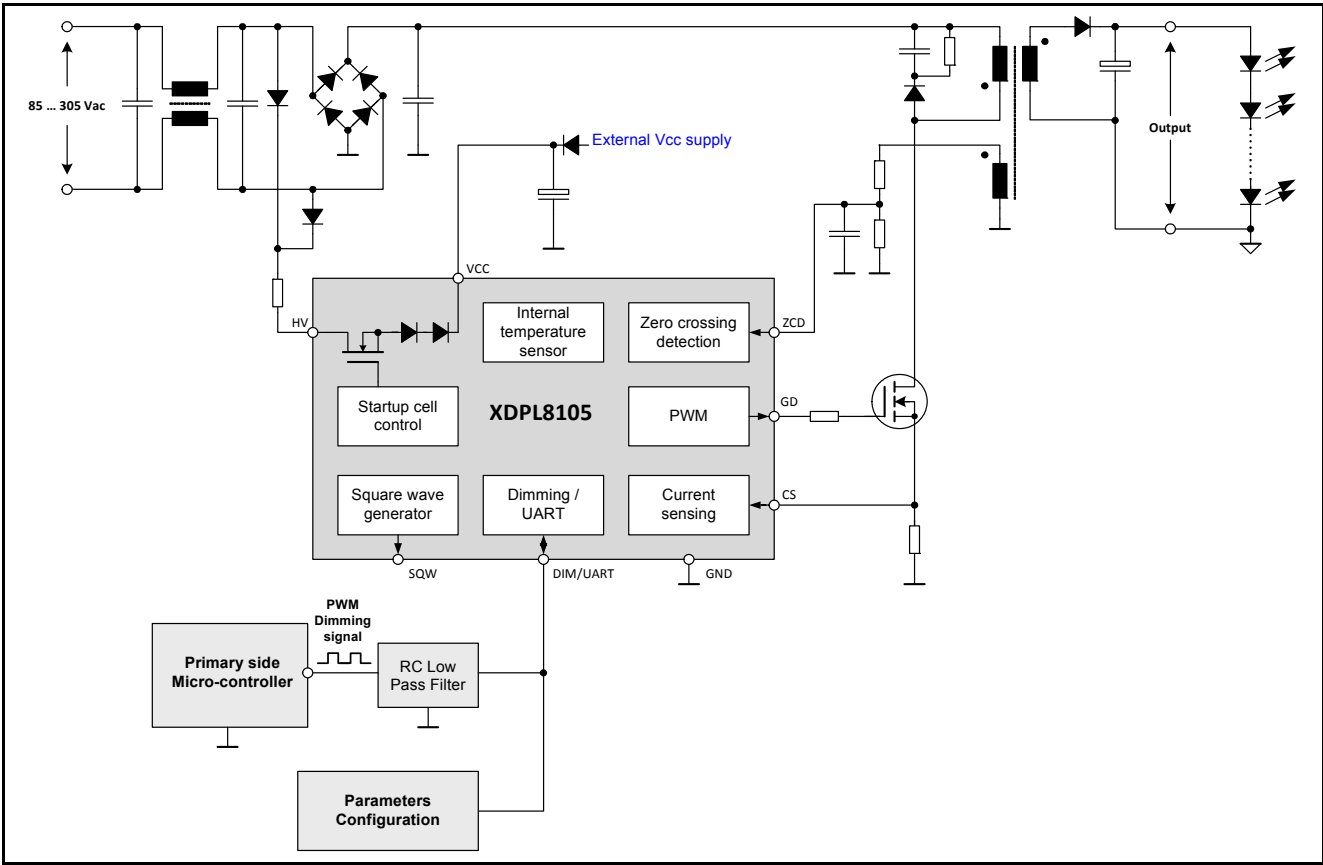 85 ... 305 Vac
External Vcc supply
Output
VCC
HV
Internal
temperature
sensor
Zero crossing
detection
ZCD
Startup cell
control
XDPL8105
PWM
GD
Square wave
generator
Dimming /
UART
Current
sensing
CS
SQW
DIM/UART
GND
PWM
Dimming
signal
Primary side
Micro-controller
RC Low
Pass Filter
Parameters
Configuration